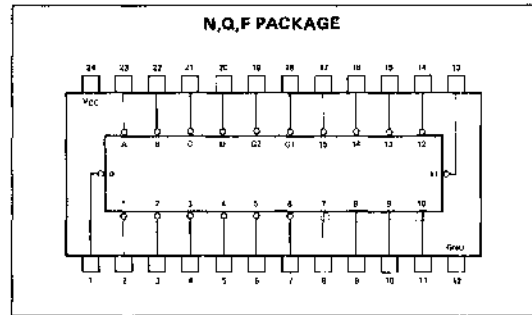 N,Q,F PACKAGE
24 23 22 21 20 19 18 17 16 15 14 13
VCC
A B C D G2 G1 15 14 13 12
0 11
1 2 3 4 5 6 7 8 9 10
GND
1 2 3 4 5 6 7 8 9 10 11 12